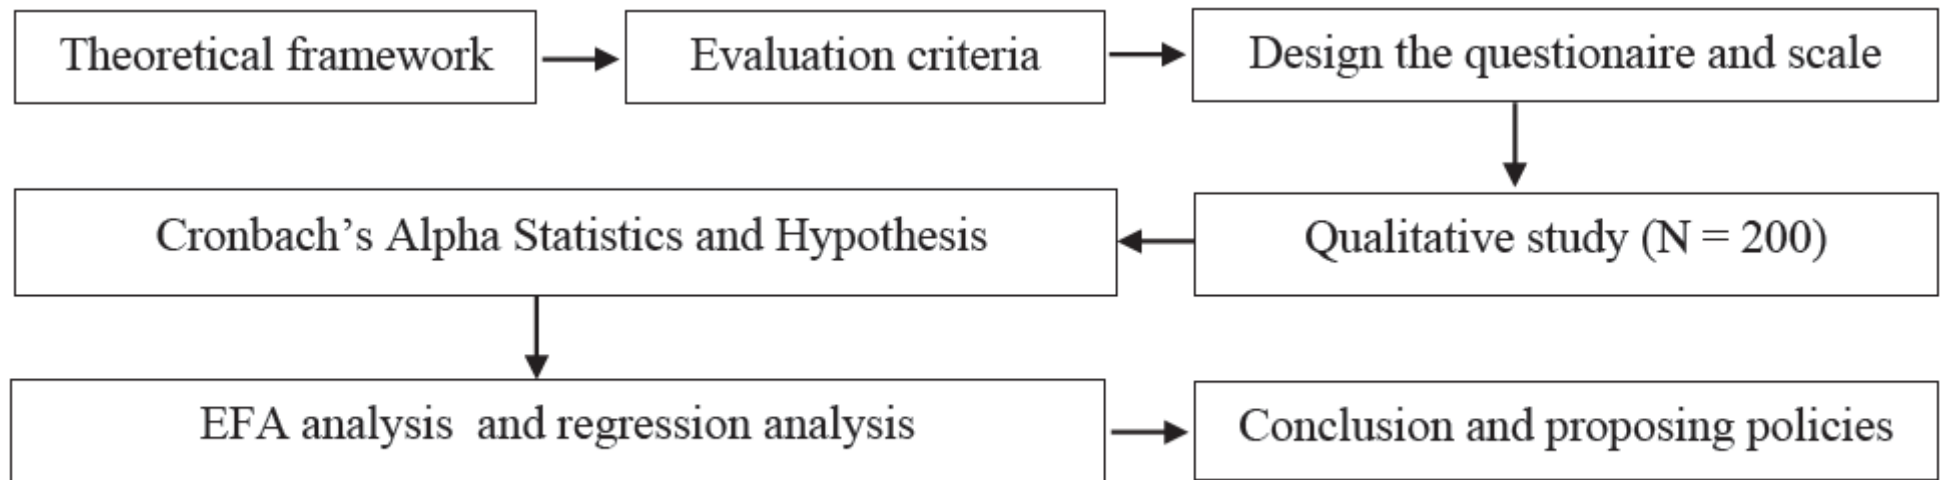 Theoretical framework
Evaluation criteria
Design the questionaire and scale
Qualitative study (N = 200)
Cronbach’s Alpha Statistics and Hypothesis
EFA analysis  and regression analysis
Conclusion and proposing policies